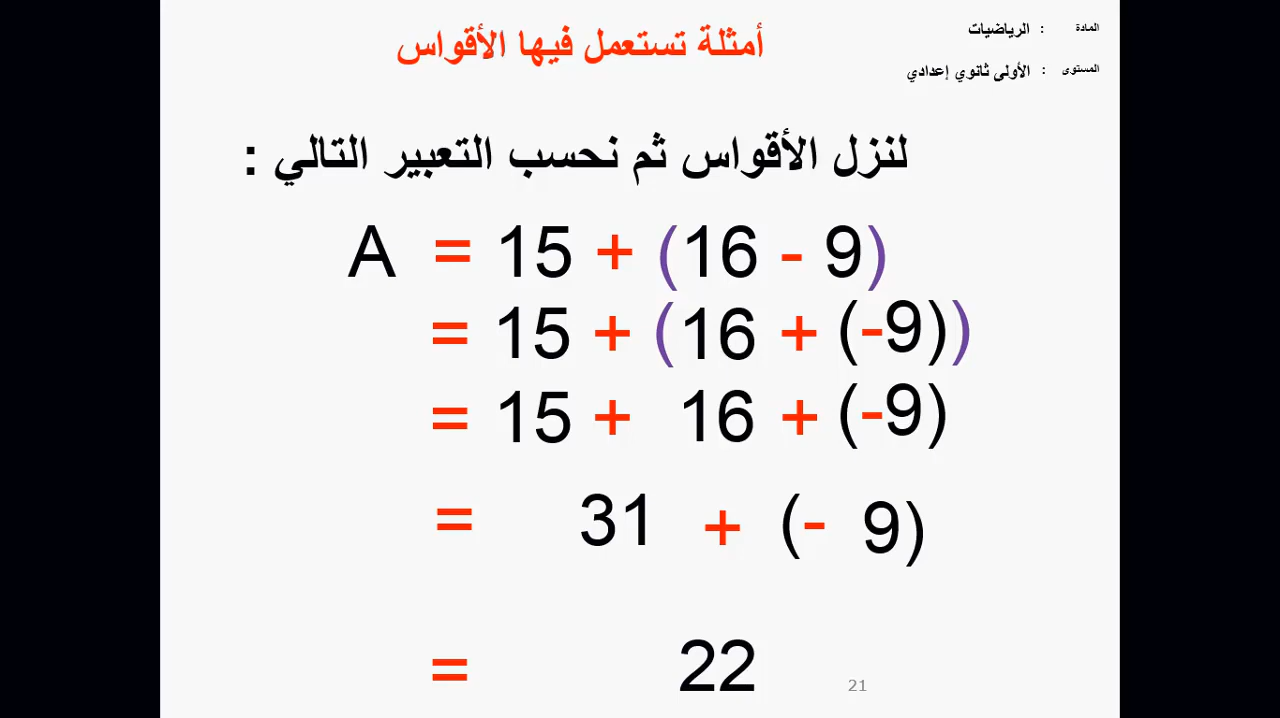 المادة : الرياضيات
المستوى : الأولى ثانوي إعدادي
أمثلة تستعمل فيها الأقواس
لنزل الأقواس ثم نحسب التعبير التالي :
A = 15 + (16 - 9)
= 15 + (16 + (-9))
= 15 + 16 + (-9)
= 31 + (- 9)
= 22
21